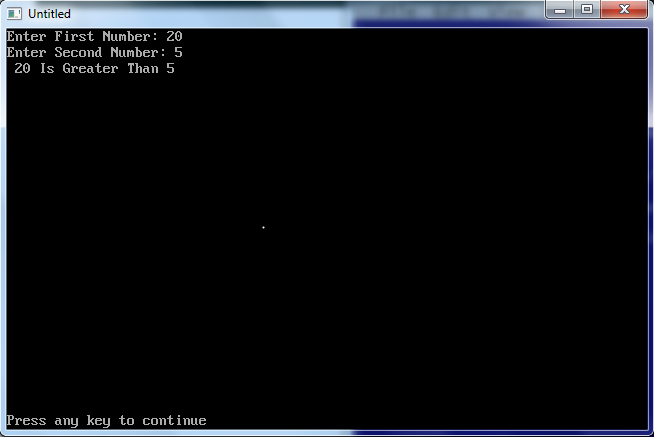 Untitled
Enter First Number: 20
Enter Second Number: 5
20 Is Greater Than 5
Press any key to continue